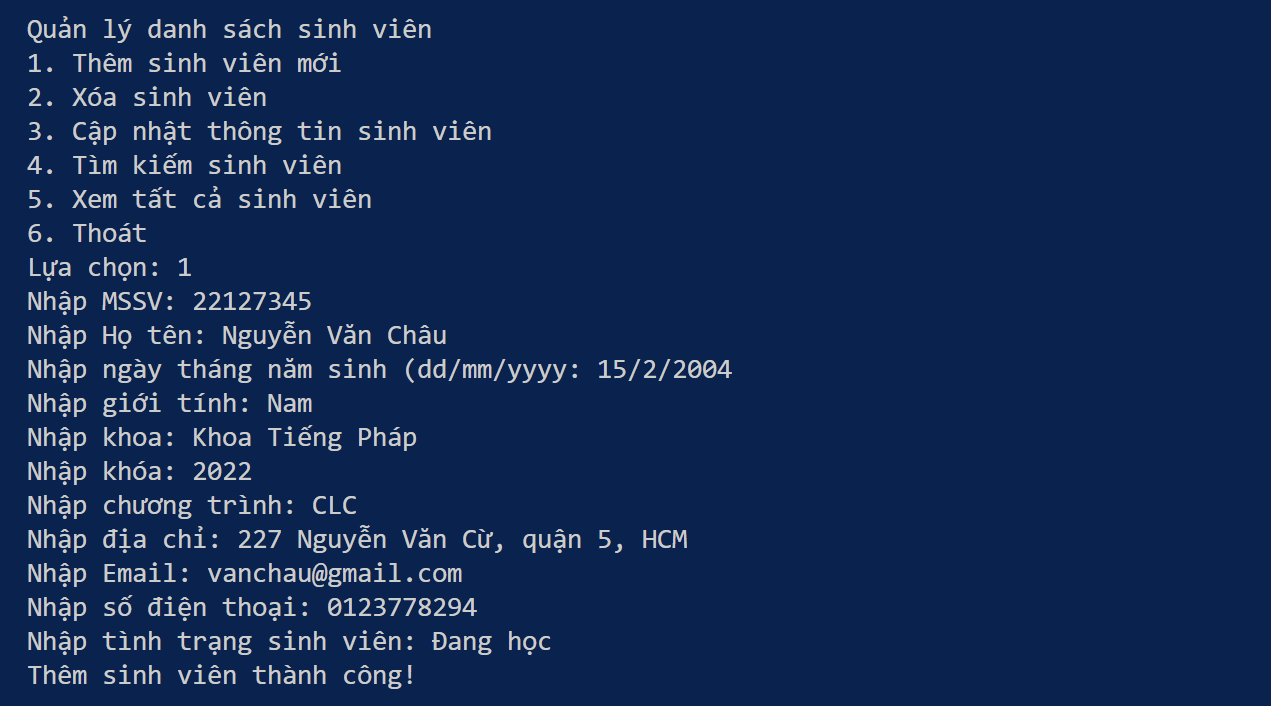 Quản lý danh sách sinh viên
1. Thêm sinh viên mới
2. Xóa sinh viên
3. Cập nhật thông tin sinh viên
4. Tìm kiếm sinh viên
5. Xem tất cả sinh viên
6. Thoát
Lựa chọn: 1
Nhập MSSV: 22127345
Nhập Họ tên: Nguyễn Văn Châu
Nhập ngày tháng năm sinh (dd/mm/yyyy: 15/2/2004
Nhập giới tính: Nam
Nhập khoa: Khoa Tiếng Pháp
Nhập khóa: 2022
Nhập chương trình: CLC
Nhập địa chỉ: 227 Nguyễn Văn Cừ, quận 5, HCM
Nhập Email: vanchau@gmail.com
Nhập số điện thoại: 0123778294
Nhập tình trạng sinh viên: Đang học
Thêm sinh viên thành công!